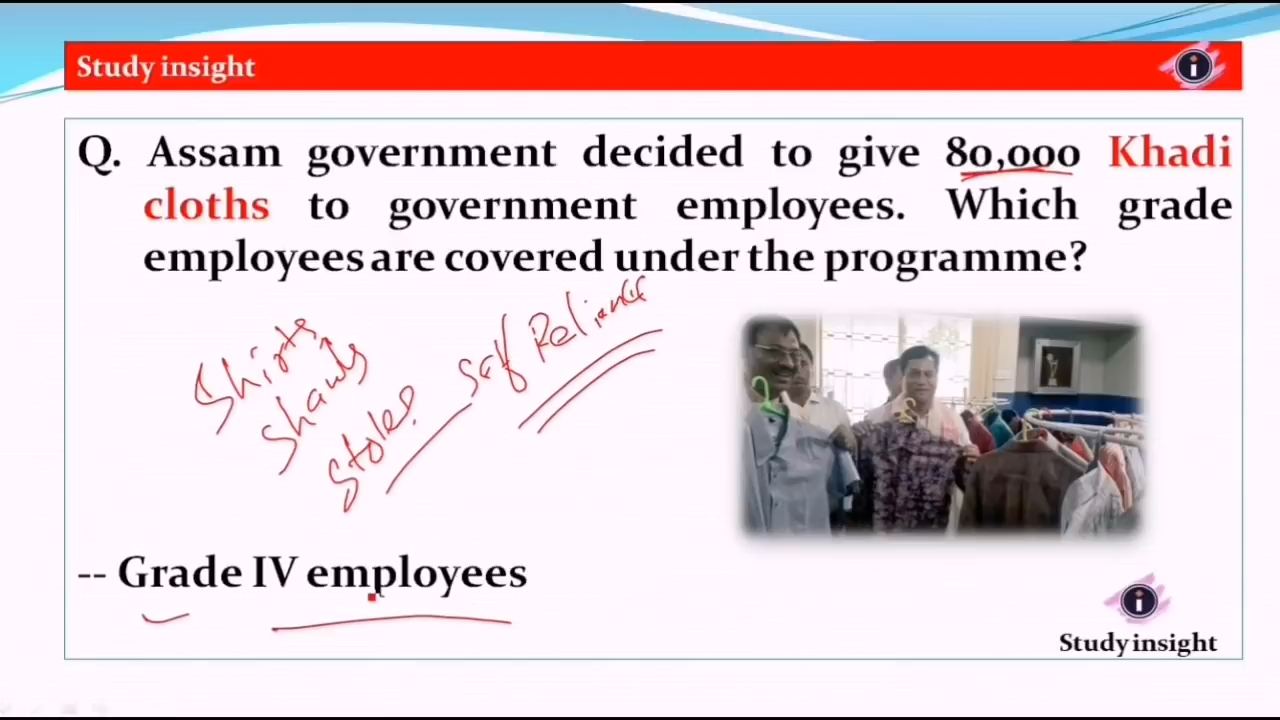 Study insight
Q. Assam government decided to give 80,000 Khadi
cloths to government employees. Which grade
employees are covered under the programme?
Shirts
Shawls
Stoles
Self Reliance
-- Grade IV employees
Study insight